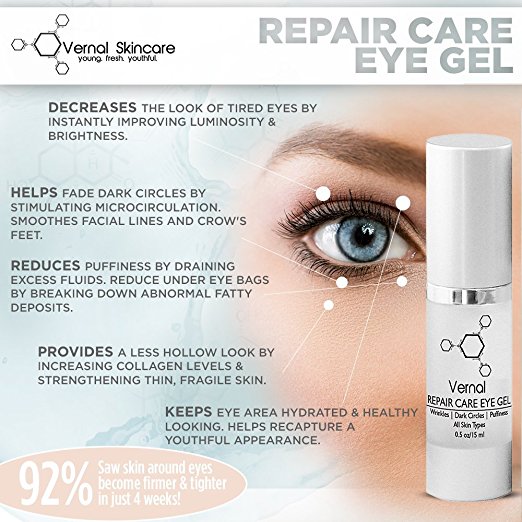 Vernal Skincare
young. fresh. youthful.
REPAIR CARE
EYE GEL
DECREASES THE LOOK OF TIRED EYES BY
INSTANTLY IMPROVING LUMINOSITY &
BRIGHTNESS.
HELPS FADE DARK CIRCLES BY
STIMULATING MICROCIRCULATION.
SMOOTHES FACIAL LINES AND CROW'S
FEET.
REDUCES PUFFINESS BY DRAINING
EXCESS FLUIDS. REDUCE UNDER EYE BAGS
BY BREAKING DOWN ABNORMAL FATTY
DEPOSITS.
PROVIDES A LESS HOLLOW LOOK BY
INCREASING COLLAGEN LEVELS &
STRENGTHENING THIN, FRAGILE SKIN.
KEEPS EYE AREA HYDRATED & HEALTHY
LOOKING. HELPS RECAPTURE A
YOUTHFUL APPEARANCE.
92% Saw skin around eyes
become firmer & tighter
in just 4 weeks!
Vernal
REPAIR CARE EYE GEL
Wrinkles | Dark Circles | Puffiness
All Skin Types
0.5 oz/15 ml